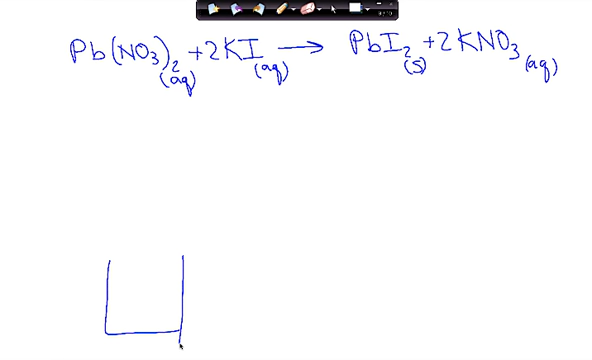 Pb(NO₃)₂(aq) + 2KI(aq) → PbI₂(s) + 2KNO₃(aq)